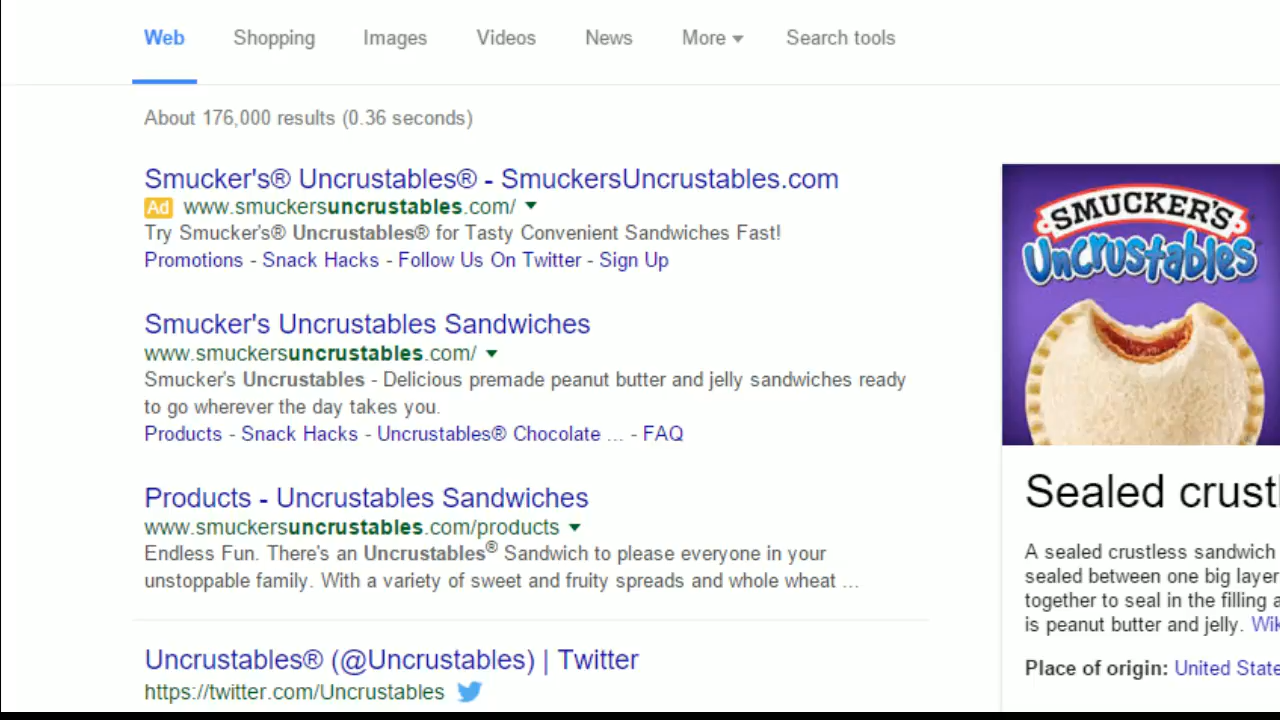 Web Shopping Images Videos News More Search tools
About 176,000 results (0.36 seconds)
Smucker's® Uncrustables® - SmuckersUncrustables.com
Ad www.smuckersuncrustables.com/
Try Smucker's® Uncrustables® for Tasty Convenient Sandwiches Fast!
Promotions - Snack Hacks - Follow Us On Twitter - Sign Up
Smucker's Uncrustables Sandwiches
www.smuckersuncrustables.com/
Smucker's Uncrustables - Delicious premade peanut butter and jelly sandwiches ready
to go wherever the day takes you.
Products - Snack Hacks - Uncrustables® Chocolate ... - FAQ
Products - Uncrustables Sandwiches
www.smuckersuncrustables.com/products
Endless Fun. There's an Uncrustables® Sandwich to please everyone in your
unstoppable family. With a variety of sweet and fruity spreads and whole wheat ...
Uncrustables® (@Uncrustables) | Twitter
https://twitter.com/Uncrustables
SMUCKER'S
Uncrustables
Sealed crustl
A sealed crustless sandwich
sealed between one big layer
together to seal in the filling a
is peanut butter and jelly. Wik
Place of origin: United State